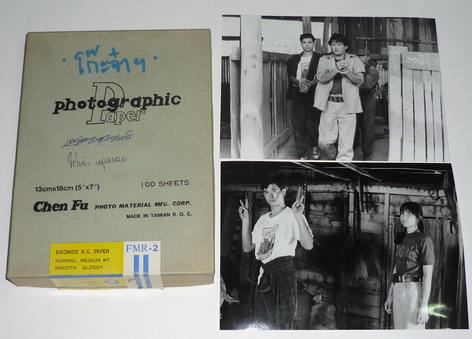 โก๊ะจ๋าฯ
photographic
Paper
13cmx18cm (5"x7")
100 SHEETS
Chen Fu PHOTO MATERIAL MFG. CORP.
MADE IN TAIWAN R. O. C.
BROMIDE R.C. PAPER
NORMAL, MEDIUM WT.
SMOOTH GLOSSY.
FMR-2